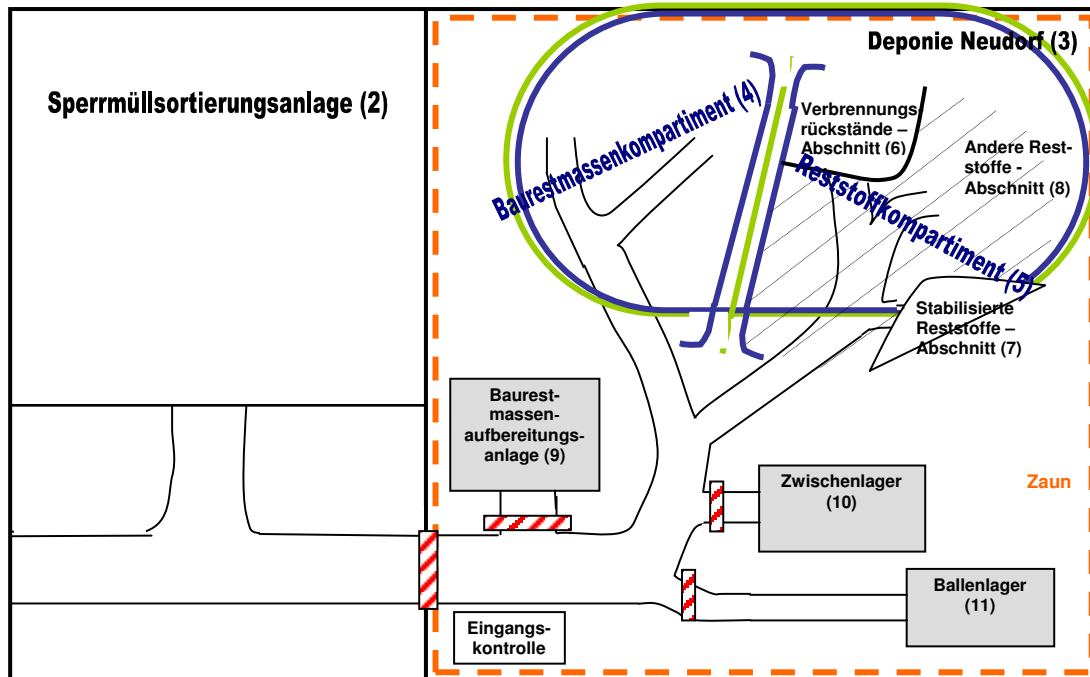 Deponie Neudorf (3)
Sperrmüllsortierungsanlage (2)
Baurestmassenkompartiment (4)
Verbrennungs
rückstände –
Abschnitt (6)
Andere Rest-
stoffe -
Abschnitt (8)
Reststoffkompartiment (5)
Stabilisierte
Reststoffe –
Abschnitt (7)
Baurest-
massen-
aufbereitungs-
anlage (9)
Zwischenlager
(10)
Zaun
Ballenlager
(11)
Eingangs-
kontrolle